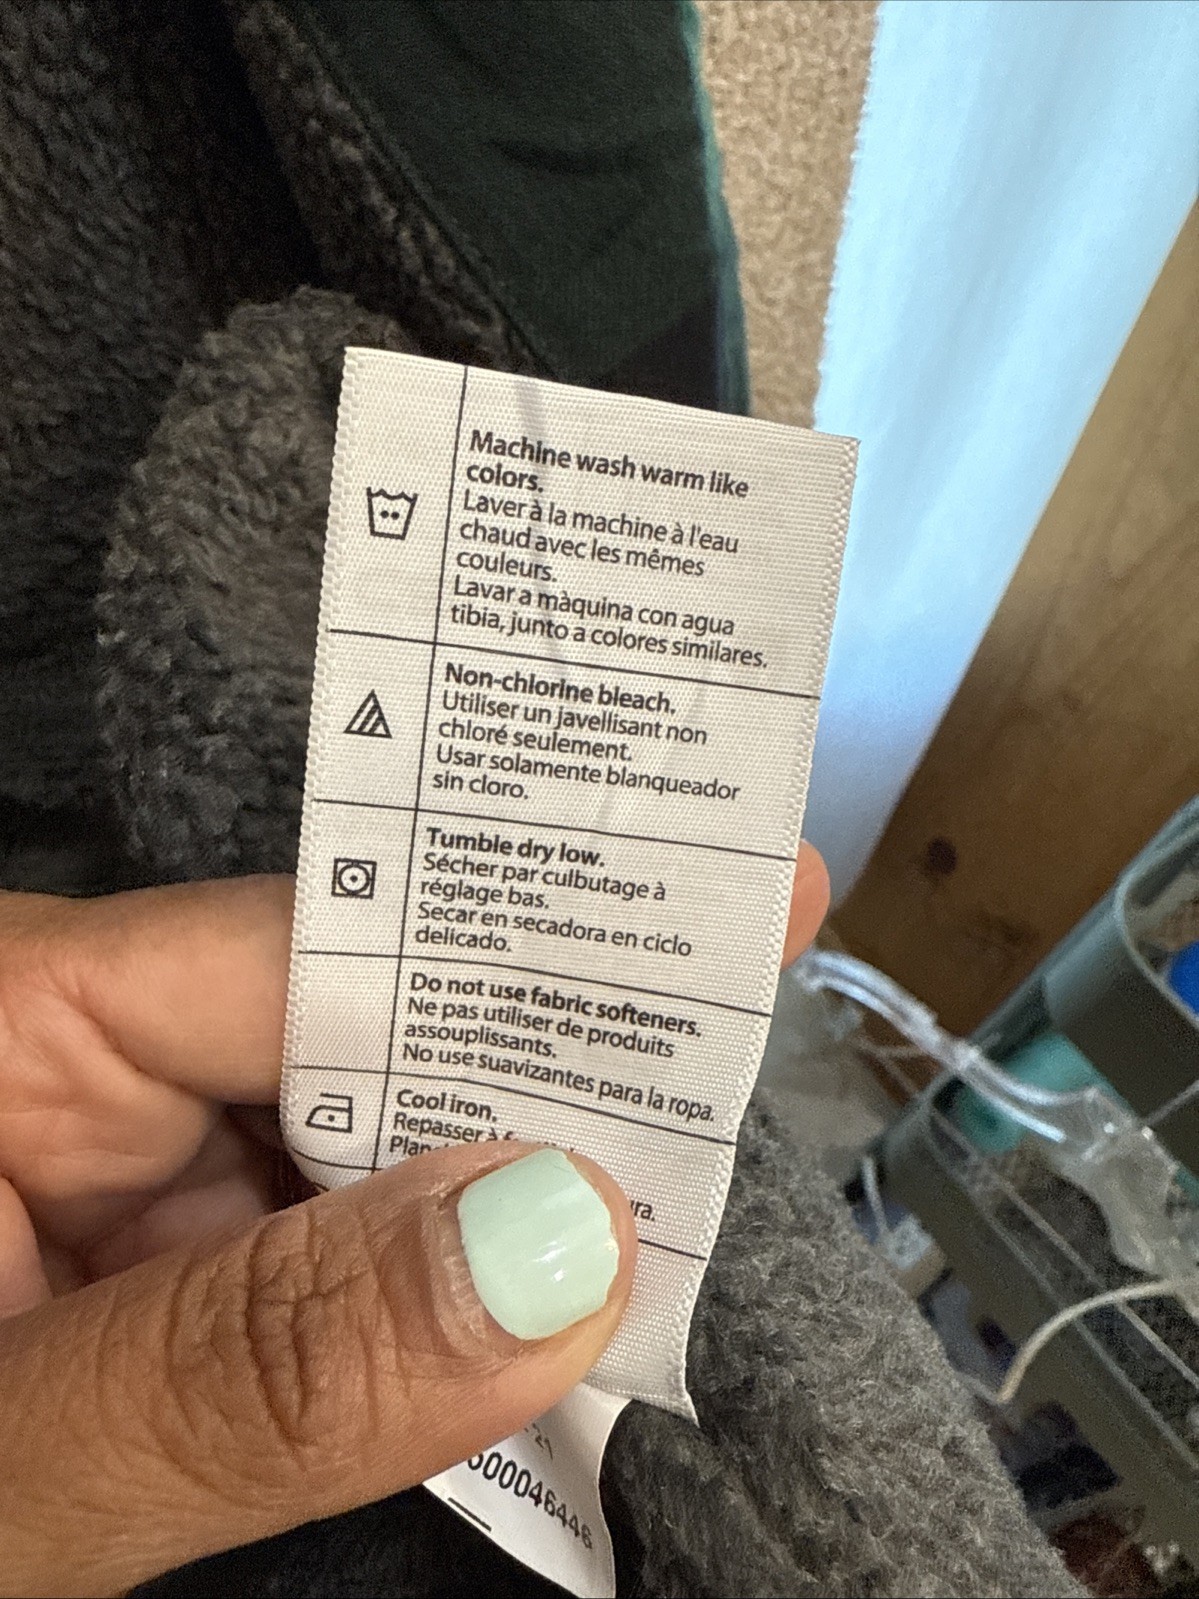 Machine wash warm like
colors.
Laver à la machine à l'eau
chaud avec les mêmes
couleurs.
Lavar a màquina con agua
tibia, junto a colores similares.
Non-chlorine bleach.
Utiliser un javellisant non
chloré seulement.
Usar solamente blanqueador
sin cloro.
Tumble dry low.
Sécher par culbutage à
réglage bas.
Secar en secadora en ciclo
delicado.
Do not use fabric softeners.
Ne pas utiliser de produits
assouplissants.
No use suavizantes para la ropa.
Cool iron.
Repasser à